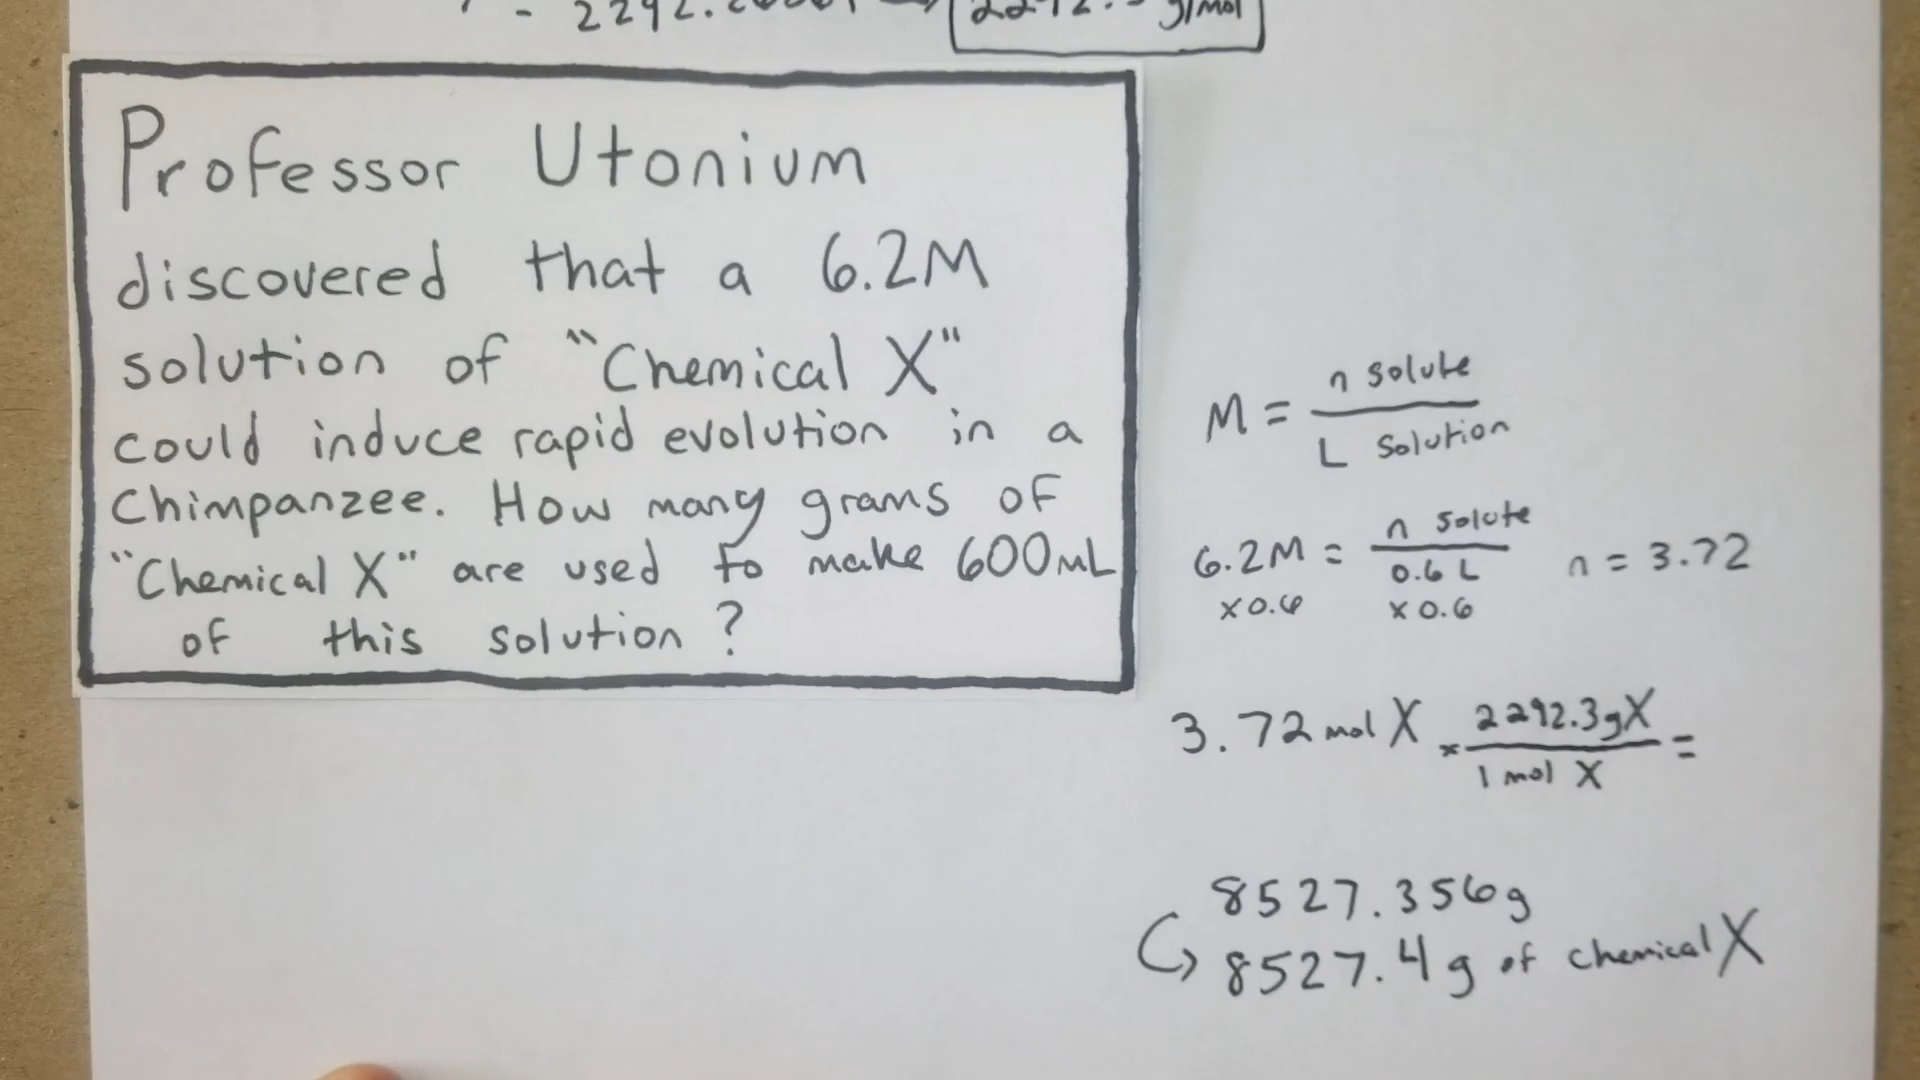 g/mol
Professor Utonium
discovered that a 6.2M
solution of "Chemical X"
could induce rapid evolution in a
Chimpanzee. How many grams of
"Chemical X" are used to make 600mL
of this solution?
M = n solute
L Solution
6.2M = n solute n = 3.72
0.6 L
x0.6 x0.6
3.72 mol X × 2292.3gX =
1 mol X
8527.356g
↳ 8527.4g of chemical X